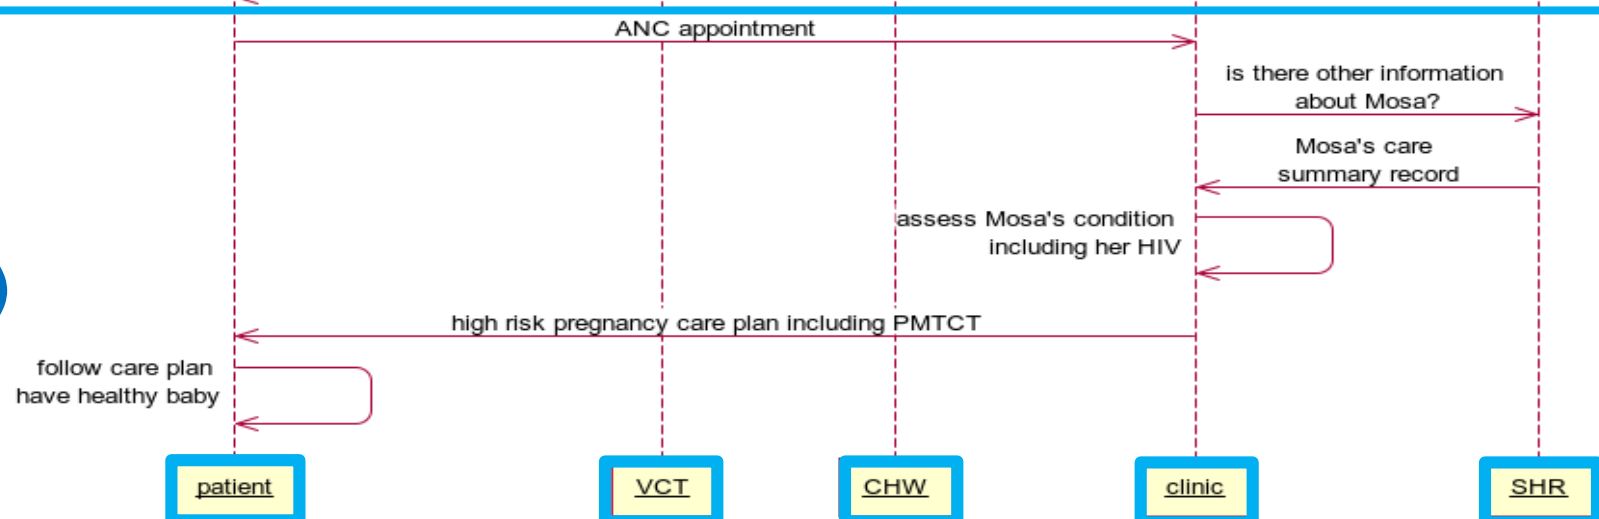 ANC appointment
is there other information
about Mosa?
Mosa's care
summary record
assess Mosa's condition
including her HIV
high risk pregnancy care plan including PMTCT
follow care plan
have healthy baby
patient
VCT
CHW
clinic
SHR